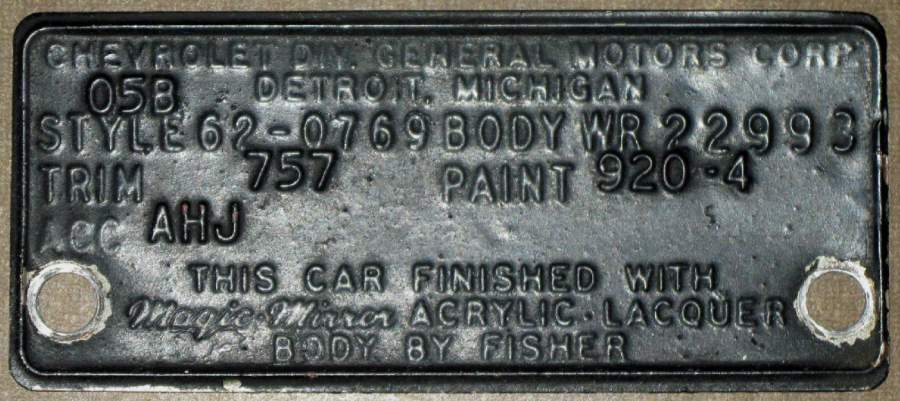 CHEVROLET DIV. GENERAL MOTORS CORP.
05B DETROIT, MICHIGAN
STYLE 62-0769 BODY WR 22993
TRIM 757 PAINT 920-4
ACC AHJ
THIS CAR FINISHED WITH
Magic-Mirror ACRYLIC-LACQUER
BODY BY FISHER